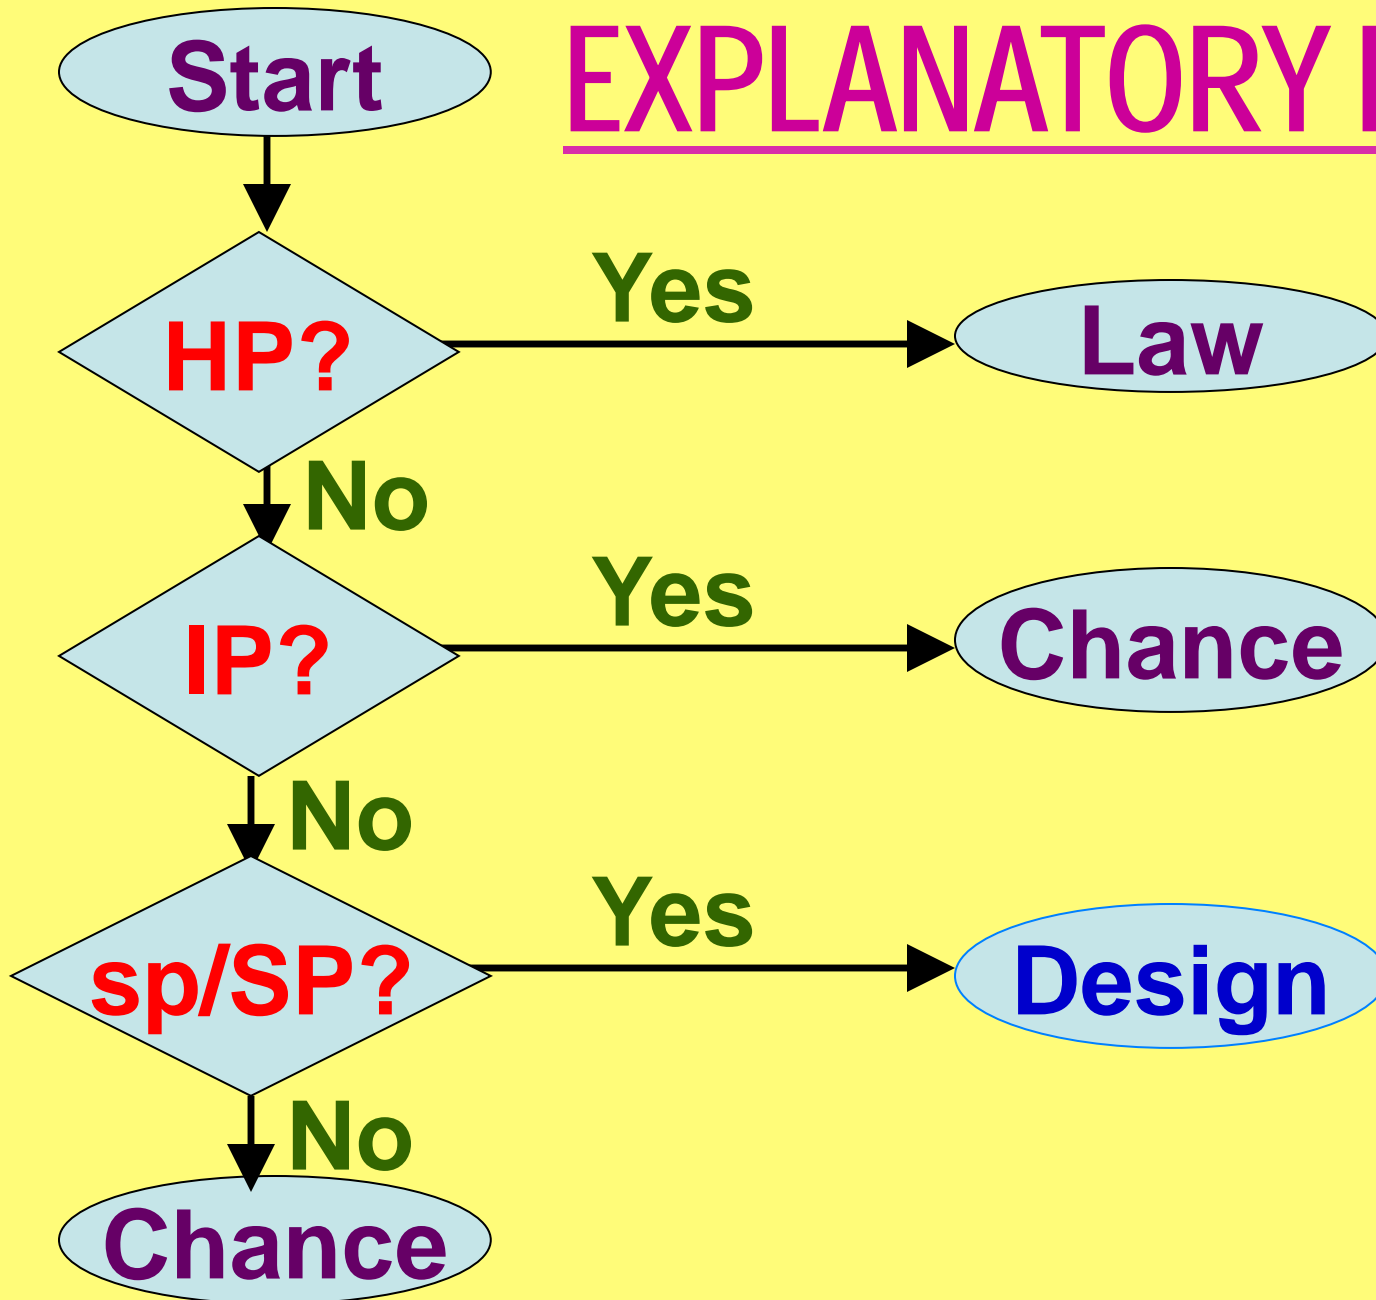 Start
EXPLANATORY
Yes
HP?
Law
No
Yes
IP?
Chance
No
Yes
sp/SP?
Design
No
Chance